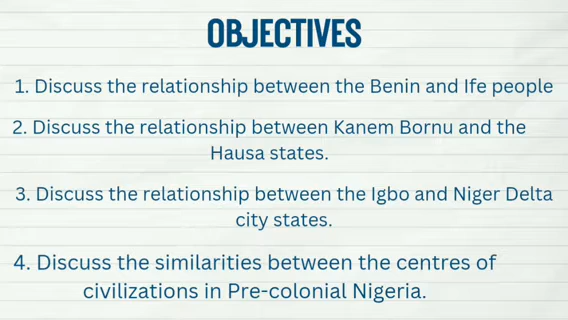 OBJECTIVES
1. Discuss the relationship between the Benin and Ife people
2. Discuss the relationship between Kanem Bornu and the
Hausa states.
3. Discuss the relationship between the Igbo and Niger Delta
city states.
4. Discuss the similarities between the centres of
civilizations in Pre-colonial Nigeria.